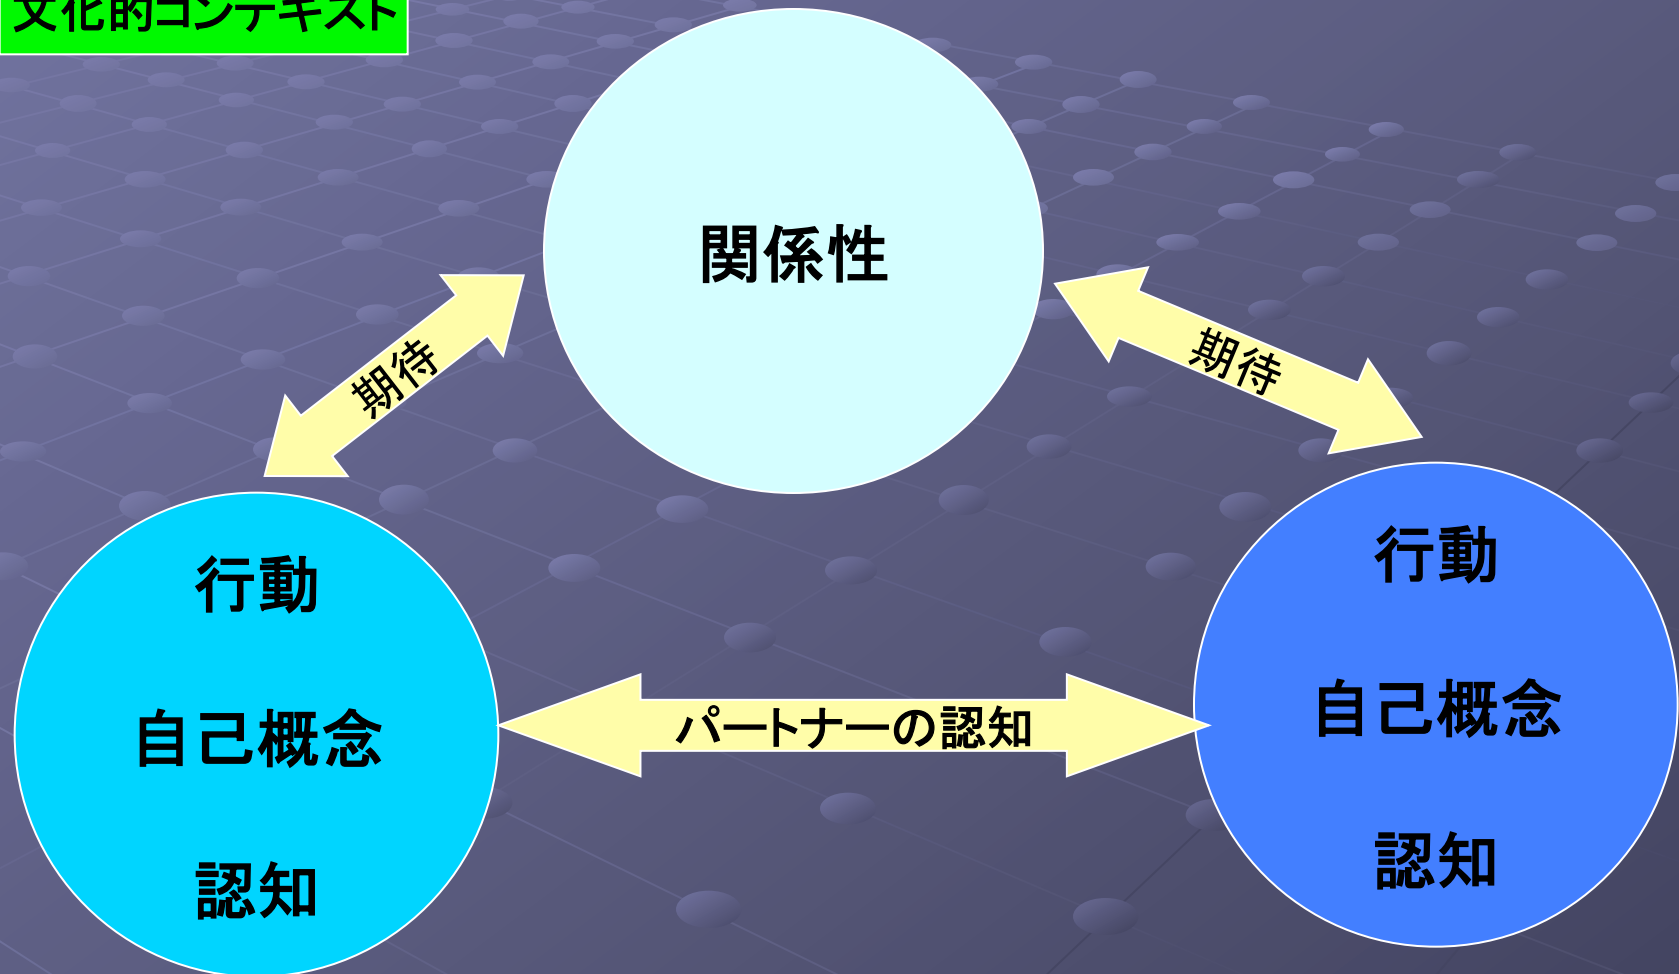 文化的コンテキスト
関係性
期待
期待
行動
自己概念
認知
パートナーの認知
行動
自己概念
認知